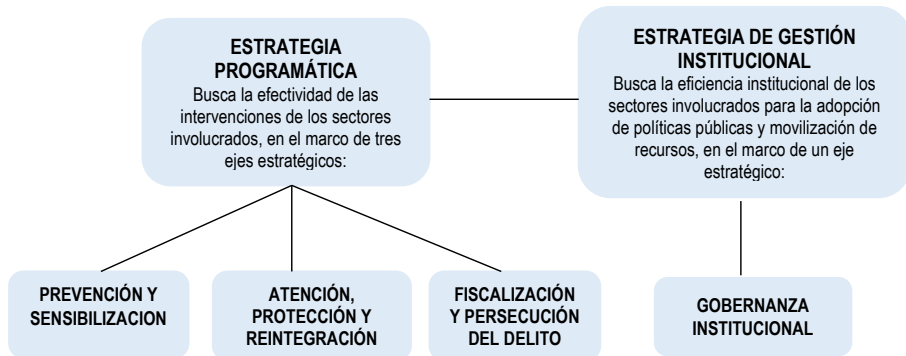 ESTRATEGIA
PROGRAMÁTICA
Busca la efectividad de las
intervenciones de los sectores
involucrados, en el marco de tres
ejes estratégicos:
ESTRATEGIA DE GESTIÓN
INSTITUCIONAL
Busca la eficiencia institucional de los
sectores involucrados para la adopción
de políticas públicas y movilización de
recursos, en el marco de un eje
estratégico:
PREVENCIÓN Y
SENSIBILIZACION
ATENCIÓN,
PROTECCIÓN Y
REINTEGRACIÓN
FISCALIZACIÓN
Y PERSECUCIÓN
DEL DELITO
GOBERNANZA
INSTITUCIONAL